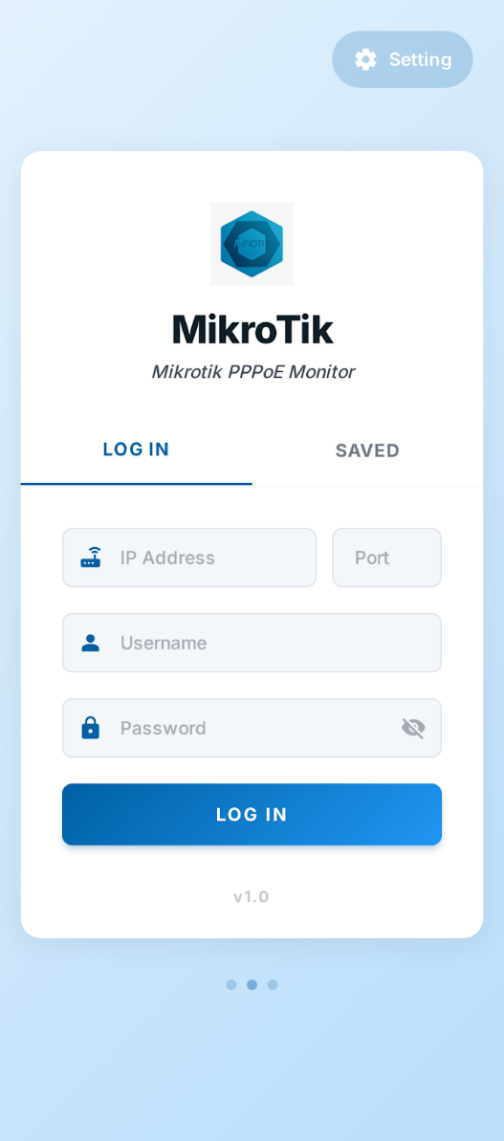 Setting
MikroTik
Mikrotik PPPoE Monitor
LOG IN
SAVED
IP Address
Port
Username
Password
LOG IN
v1.0